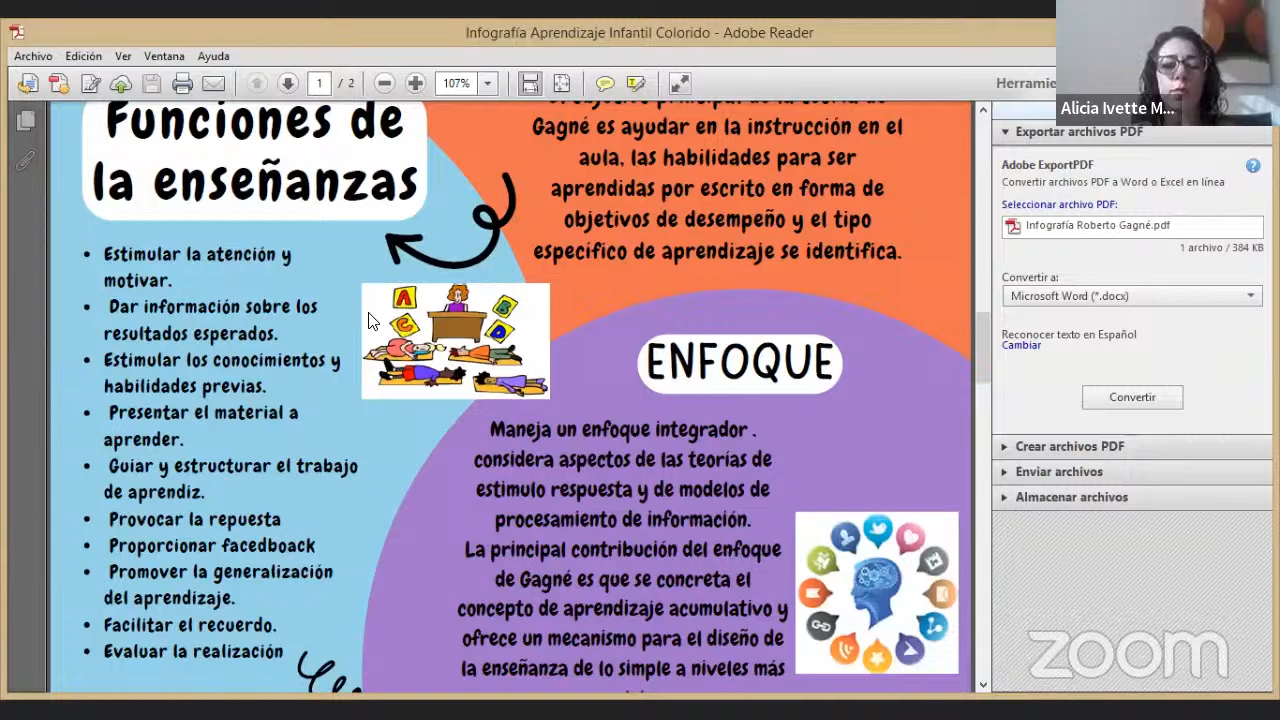 Infografía Aprendizaje Infantil Colorido - Adobe Reader
Archivo Edición Ver Ventana Ayuda
1 / 2
107%
Herramie
Alicia Ivette M...
Funciones de
la enseñanzas
Estimular la atención y
motivar.
Dar información sobre los
resultados esperados.
Estimular los conocimientos y
habilidades previas.
Presentar el material a
aprender.
Guiar y estructurar el trabajo
de aprendiz.
Provocar la repuesta
Proporcionar facedboack
Promover la generalización
del aprendizaje.
Facilitar el recuerdo.
Evaluar la realización
Gagné es ayudar en la instrucción en el
aula, las habilidades para ser
aprendidas por escrito en forma de
objetivos de desempeño y el tipo
específico de aprendizaje se identifica.
A
B
C
D
ENFOQUE
Maneja un enfoque integrador .
considera aspectos de las teorías de
estimulo respuesta y de modelos de
procesamiento de información.
La principal contribución del enfoque
de Gagné es que se concreta el
concepto de aprendizaje acumulativo y
ofrece un mecanismo para el diseño de
la enseñanza de lo simple a niveles más
Exportar archivos PDF
Adobe ExportPDF
Convertir archivos PDF a Word o Excel en línea
Seleccionar archivo PDF:
Infografía Roberto Gagné.pdf
1 archivo / 384 KB
Convertir a:
Microsoft Word (*.docx)
Reconocer texto en Español
Cambiar
Convertir
Crear archivos PDF
Enviar archivos
Almacenar archivos
zoom